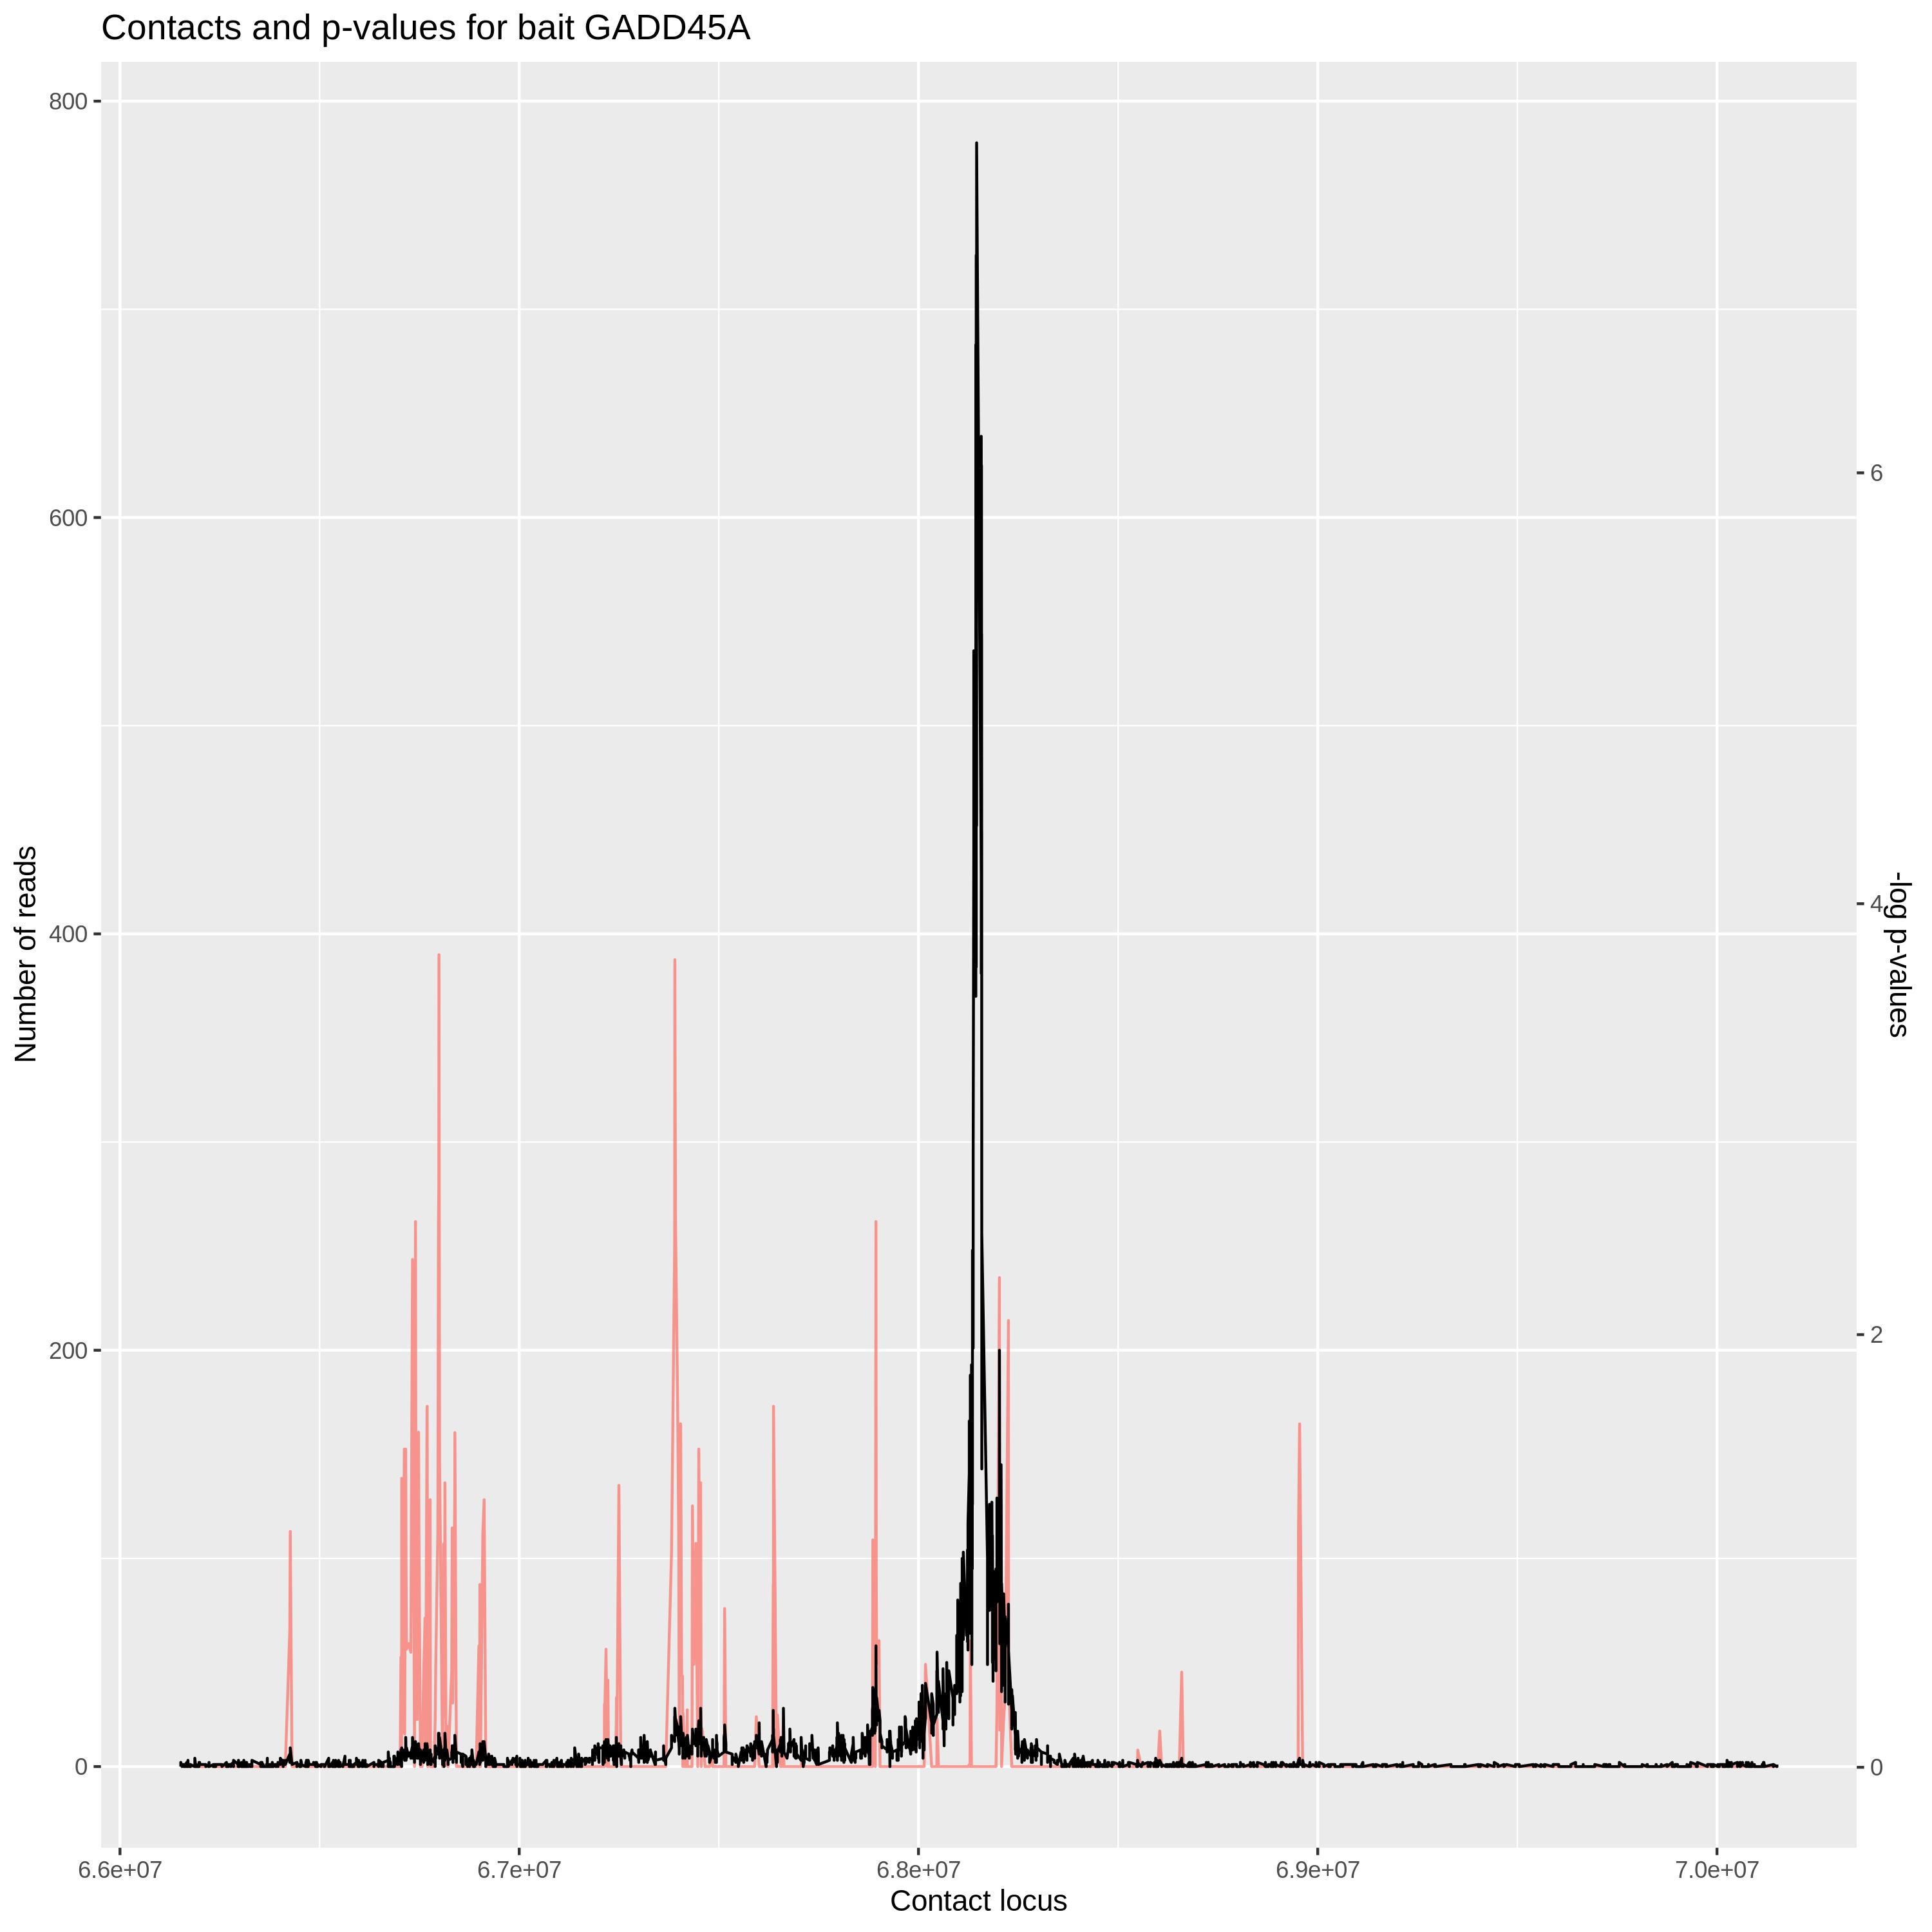 Contacts and p-values for bait GADD45A
800
600
400
200
0
Number of reads
6
4
2
0
-log p-values
6.6e+07
6.7e+07
6.8e+07
6.9e+07
7.0e+07
Contact locus